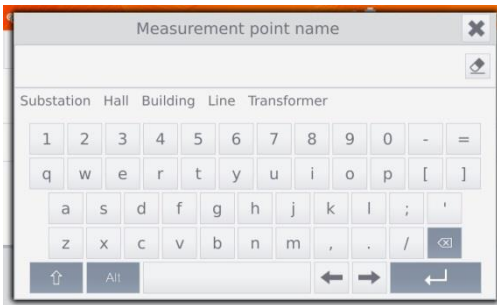 Measurement point name
Substation Hall Building Line Transformer
1 2 3 4 5 6 7 8 9 0 - =
q w e r t y u i o p [ ]
a s d f g h j k l ; '
z x c v b n m , . /
Alt